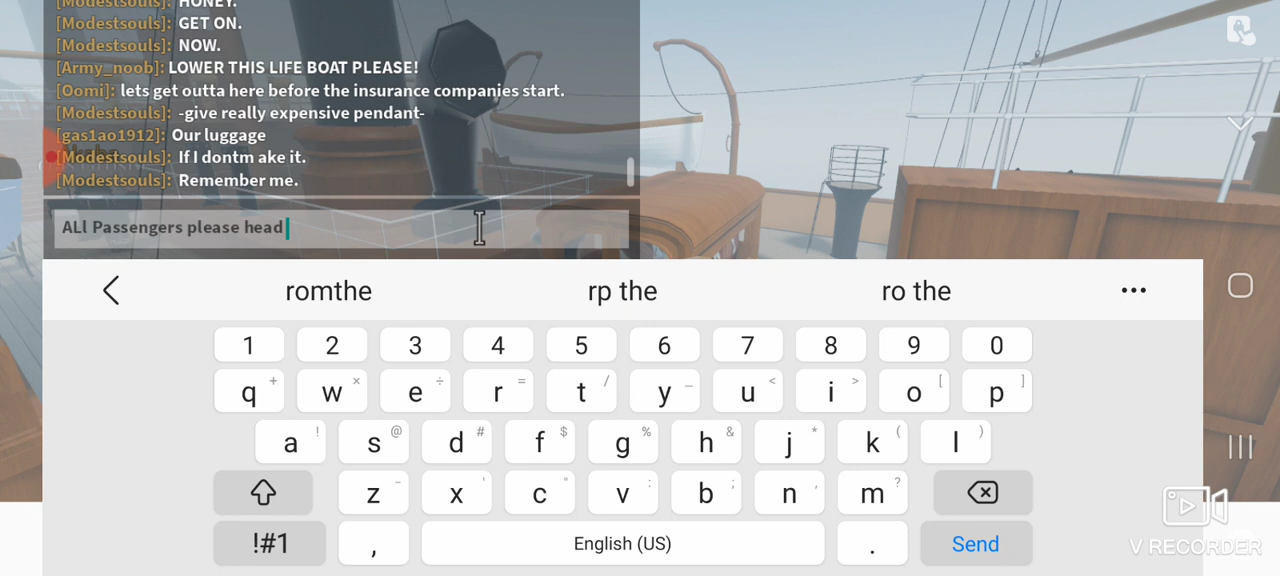 [Modestsouls]: HONEY.
[Modestsouls]: GET ON.
[Modestsouls]: NOW.
[Army_noob]: LOWER THIS LIFE BOAT PLEASE!
[Oomi]: lets get outta here before the insurance companies start.
[Modestsouls]: -give really expensive pendant-
[gas1ao1912]: Our luggage
[Modestsouls]: If I dontm ake it.
[Modestsouls]: Remember me.
ALl Passengers please head
romthe rp the ro the
1 2 3 4 5 6 7 8 9 0
q + w × e ÷ r = t / y _ u < i > o [ p ]
a ! s @ d # f $ g % h & j * k ( l )
z - x ' c " v : b ; n , m ?
!#1 , English (US) . Send
V RECORDER